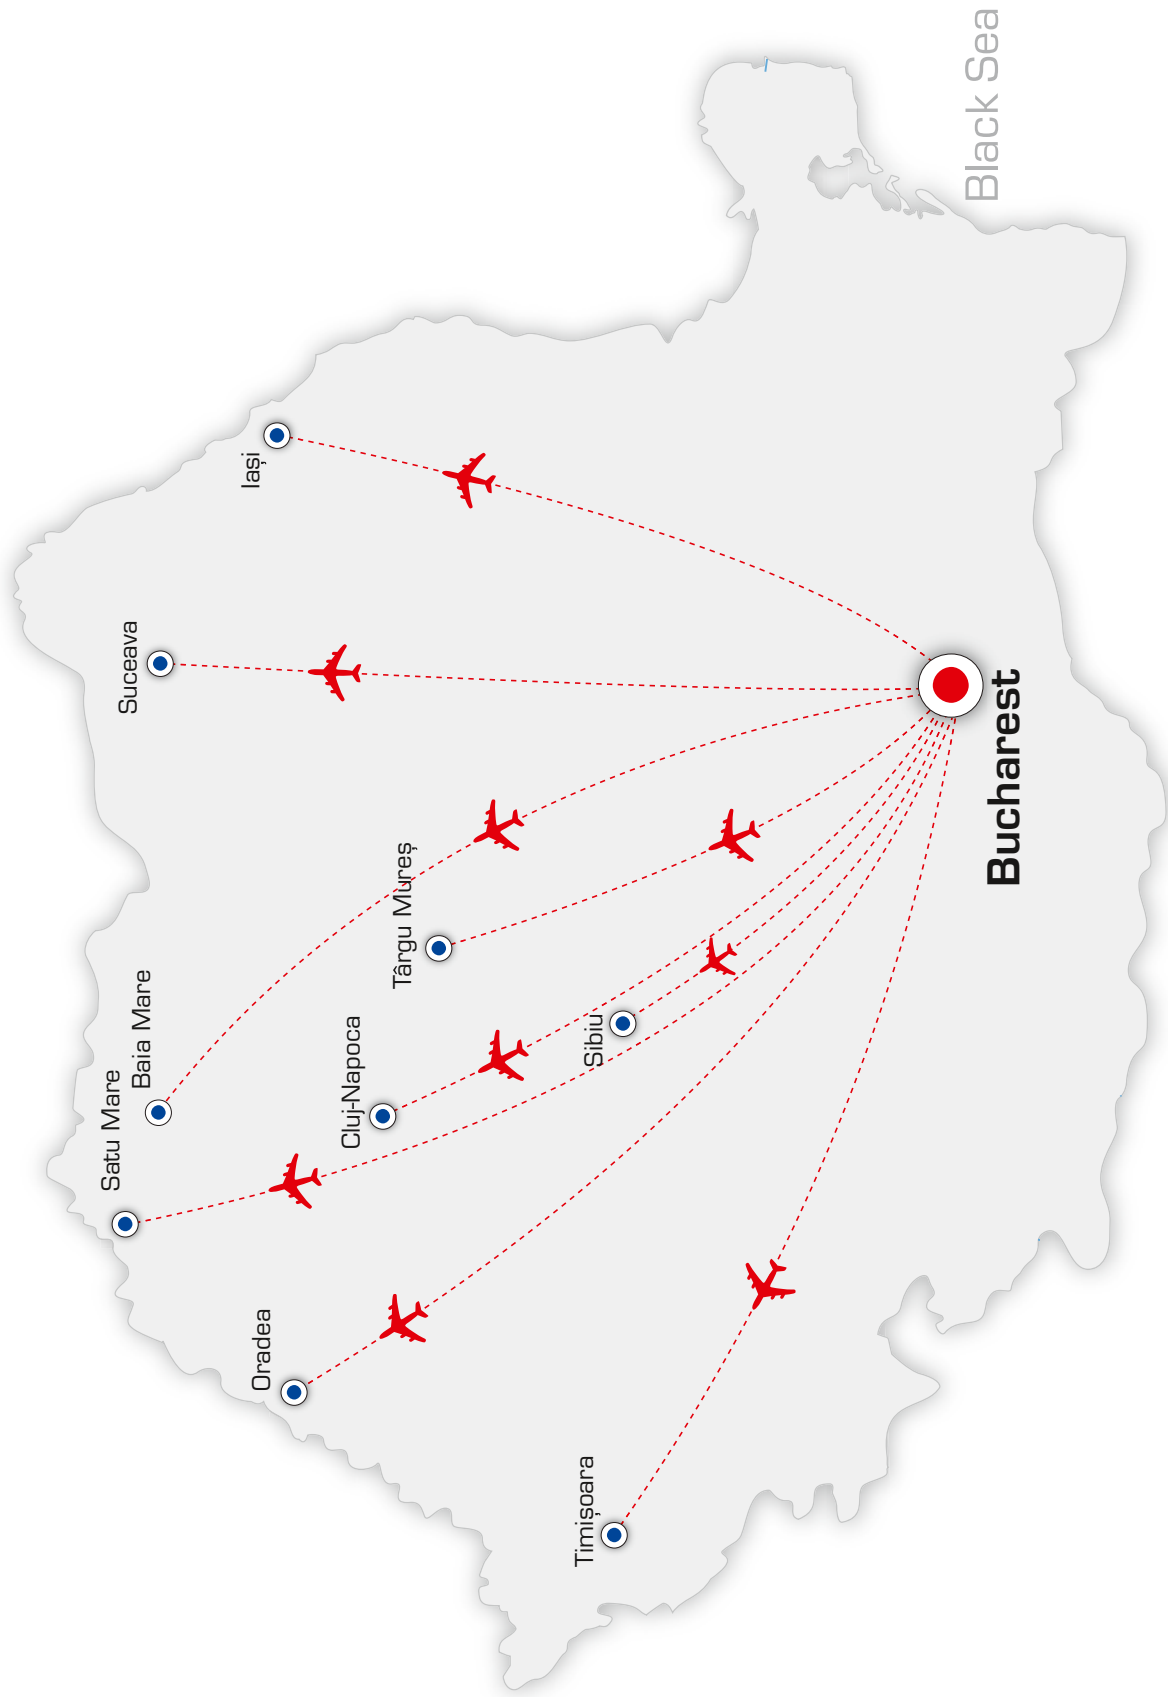 Suceava
Iași
Satu Mare
Baia Mare
Oradea
Cluj-Napoca
Târgu Mureș
Timișoara
Sibiu
Bucharest
Black Sea